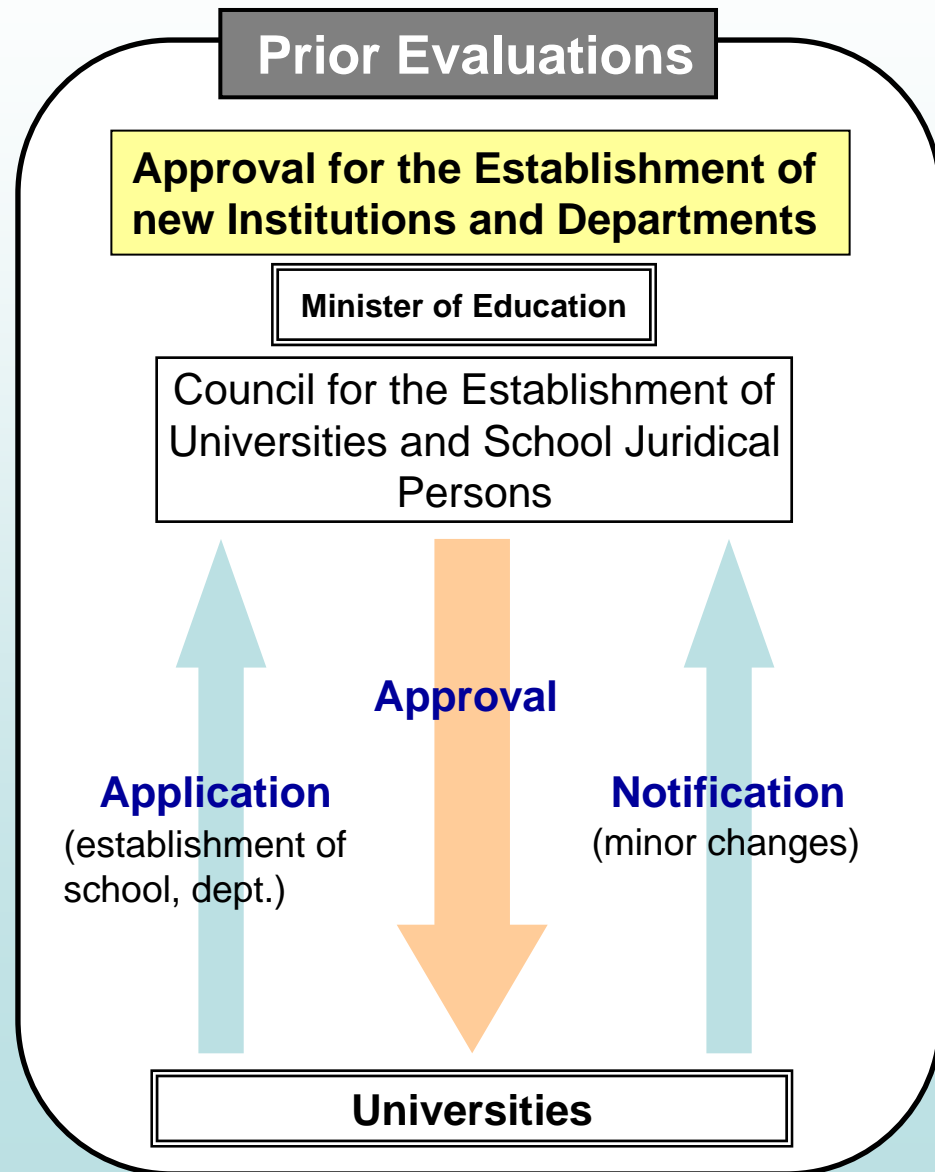 Prior Evaluations
Approval for the Establishment of
new Institutions and Departments
Minister of Education
Council for the Establishment of
Universities and School Juridical
Persons
Approval
Application
(establishment of
school, dept.)
Notification
(minor changes)
Universities